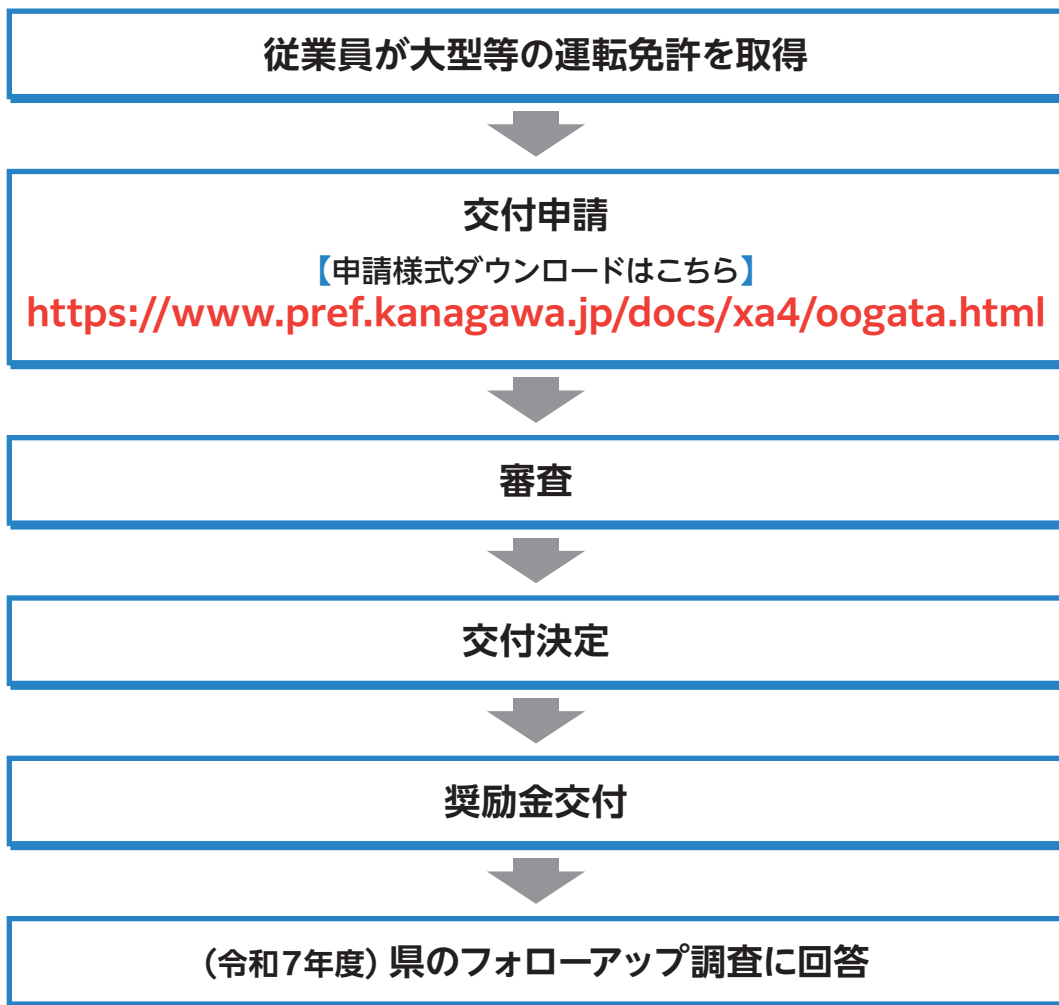 従業員が大型等の運転免許を取得
交付申請
【申請様式ダウンロードはこちら】
https://www.pref.kanagawa.jp/docs/xa4/oogata.html
審査
交付決定
奨励金交付
（令和7年度）県のフォローアップ調査に回答